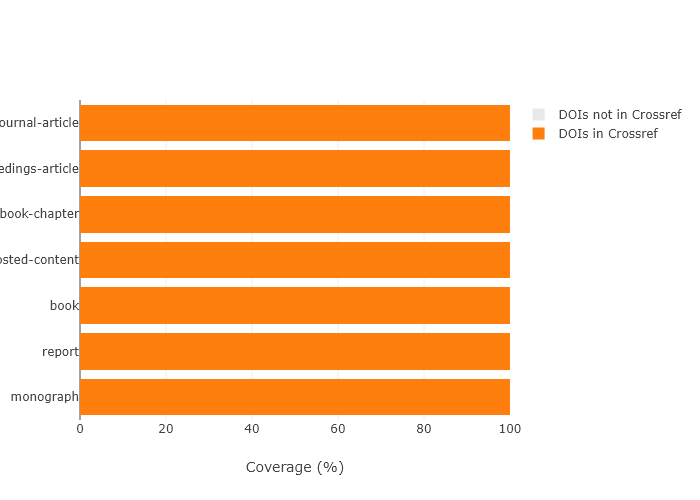 DOIs not in Crossref
DOIs in Crossref
ournal-article
edings-article
book-chapter
osted-content
book
report
monograph
0 20 40 60 80 100
Coverage (%)